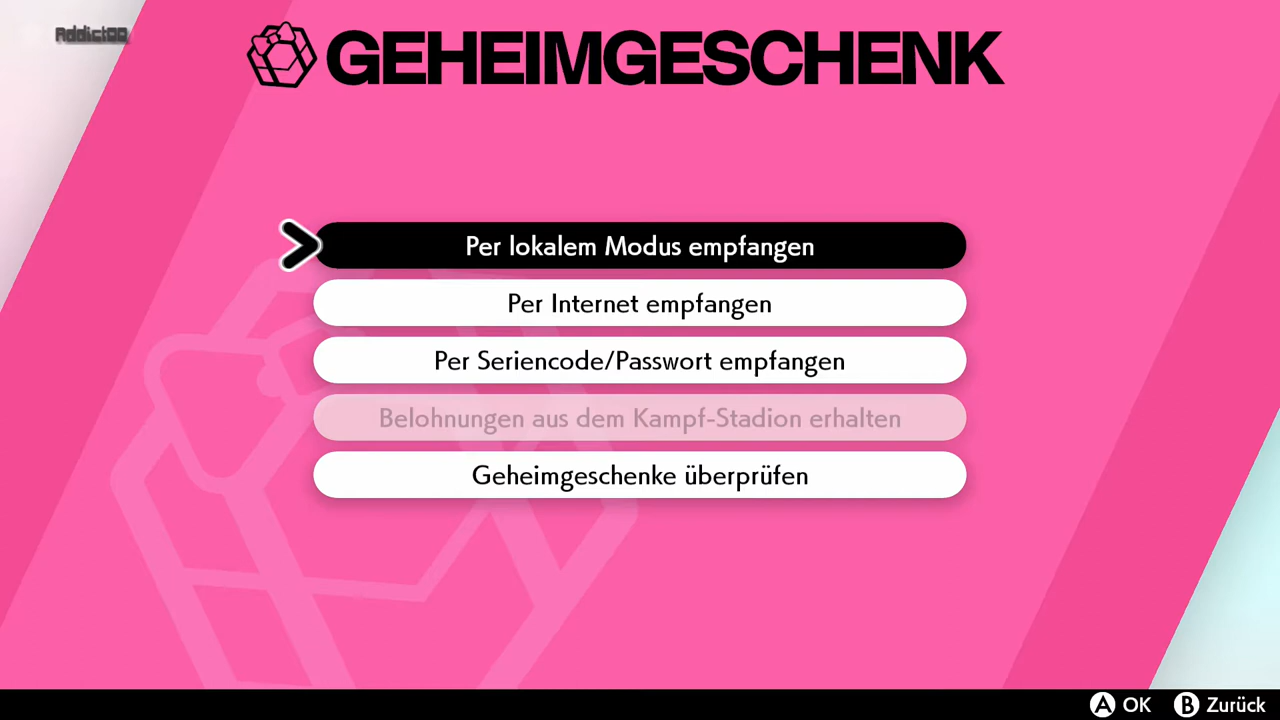 GEHEIMGESCHENK
Per lokalem Modus empfangen
Per Internet empfangen
Per Seriencode/Passwort empfangen
Belohnungen aus dem Kampf-Stadion erhalten
Geheimgeschenke überprüfen
A OK B Zurück